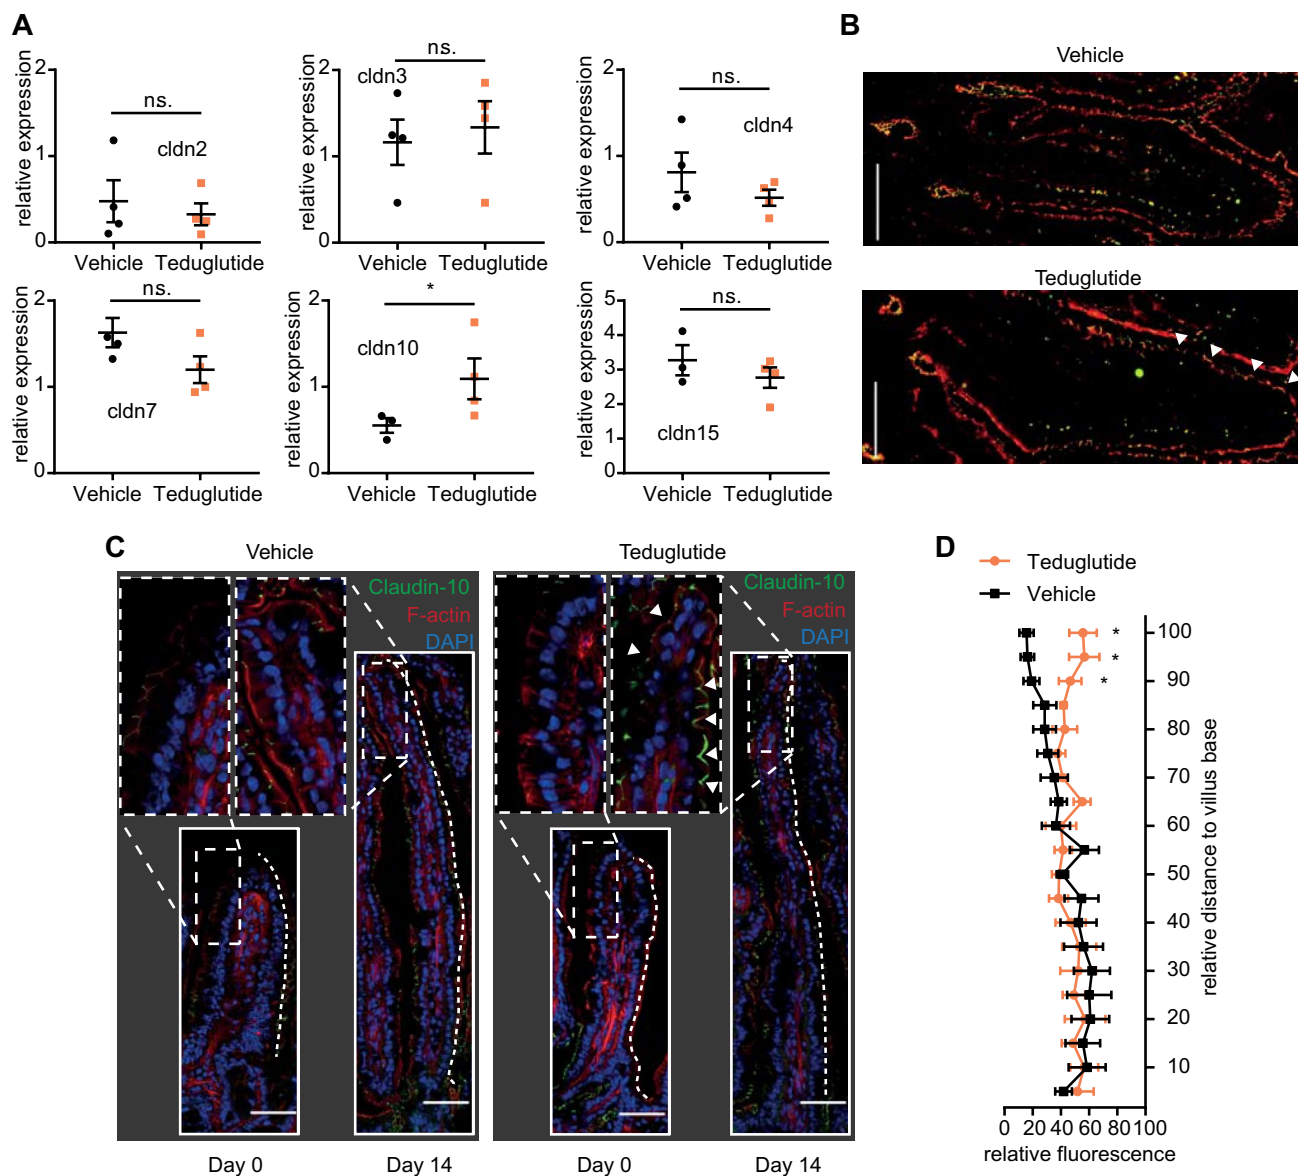 A
relative expression
2
1
0
ns.
cldn2
Vehicle
Teduglutide
relative expression
2
1
0
ns.
cldn3
Vehicle
Teduglutide
relative expression
2
1
0
ns.
cldn4
Vehicle
Teduglutide
relative expression
2
1
0
ns.
cldn7
Vehicle
Teduglutide
relative expression
2
1
0
*
cldn10
Vehicle
Teduglutide
relative expression
5
4
3
2
1
0
ns.
cldn15
Vehicle
Teduglutide
B
Vehicle
Teduglutide
C
Vehicle
Claudin-10
F-actin
DAPI
Day 0
Day 14
Teduglutide
Claudin-10
F-actin
DAPI
Day 0
Day 14
D
Teduglutide
Vehicle
*
*
*
100
90
80
70
60
50
40
30
20
10
relative distance to villus base
0 20 40 60 80 100
relative fluorescence